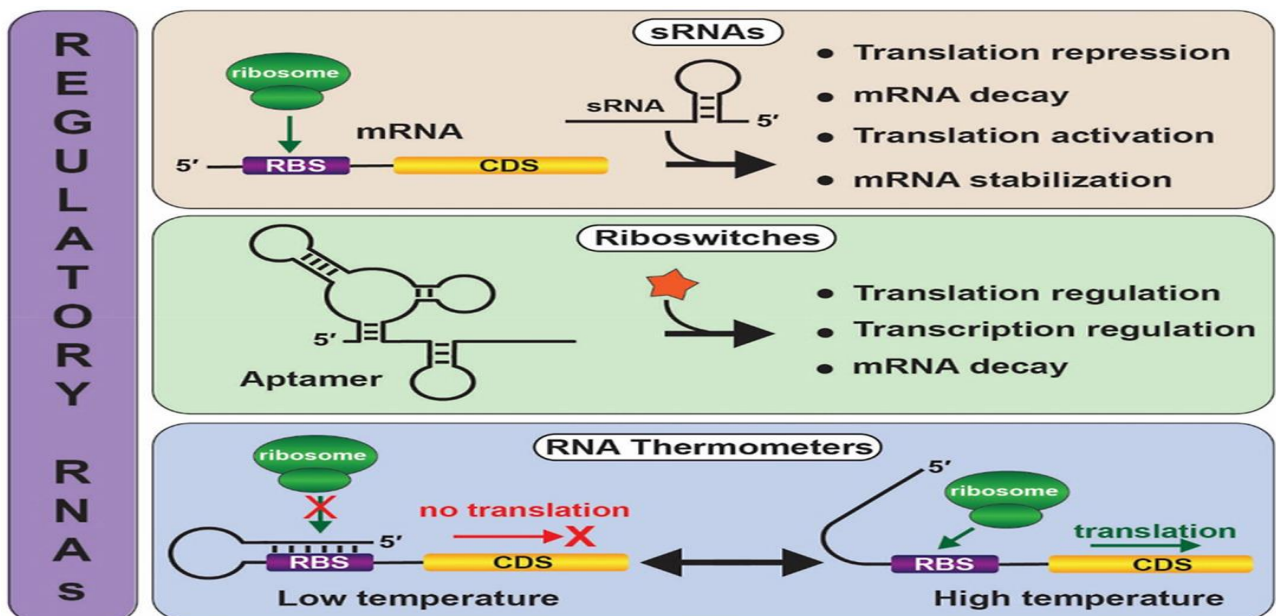 REGULATORY RNAs
sRNAs
ribosome
mRNA
5′
RBS
CDS
sRNA
5′
● Translation repression
● mRNA decay
● Translation activation
● mRNA stabilization
Riboswitches
5′
Aptamer
● Translation regulation
● Transcription regulation
● mRNA decay
RNA Thermometers
ribosome
X
no translation
X
5′
RBS
CDS
Low temperature
5′
ribosome
translation
RBS
CDS
High temperature